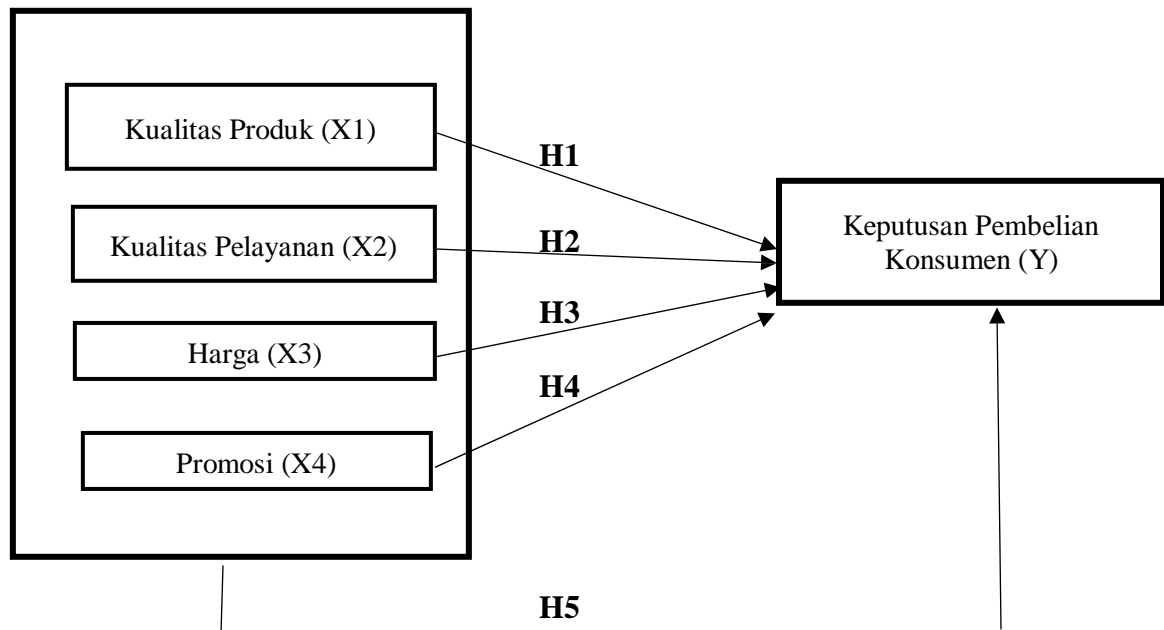 Kualitas Produk (X1)
H1
Kualitas Pelayanan (X2)
H2
Keputusan Pembelian
Konsumen (Y)
H3
Harga (X3)
H4
Promosi (X4)
H5